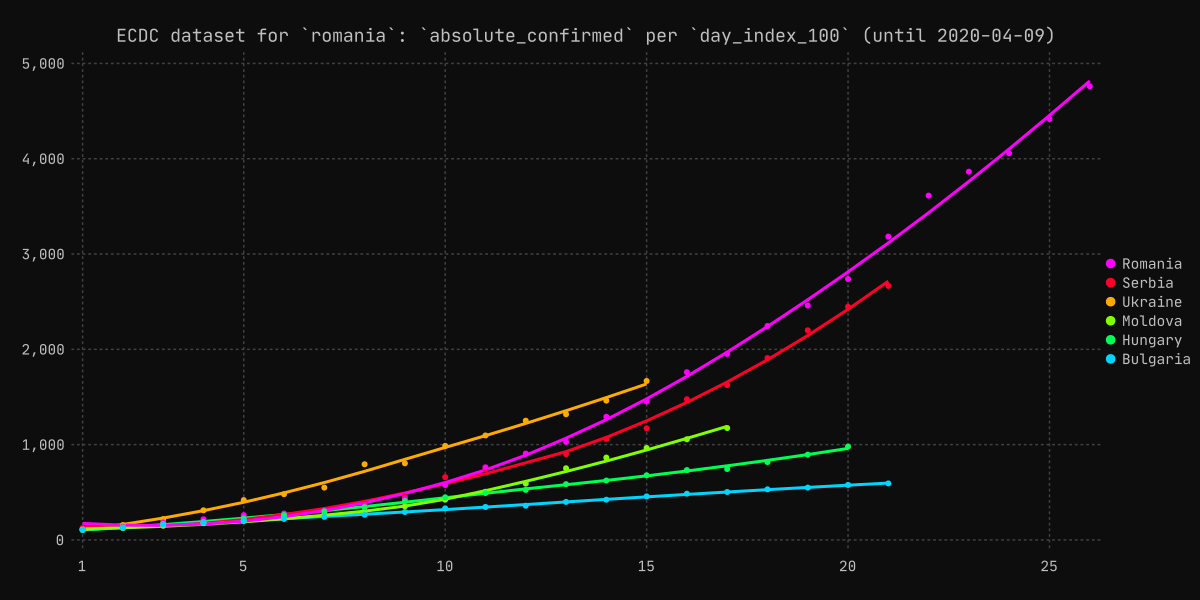 ECDC dataset for `romania`: `absolute_confirmed` per `day_index_100` (until 2020-04-09)
5,000
4,000
3,000
2,000
1,000
0
1 5 10 15 20 25
Romania
Serbia
Ukraine
Moldova
Hungary
Bulgaria